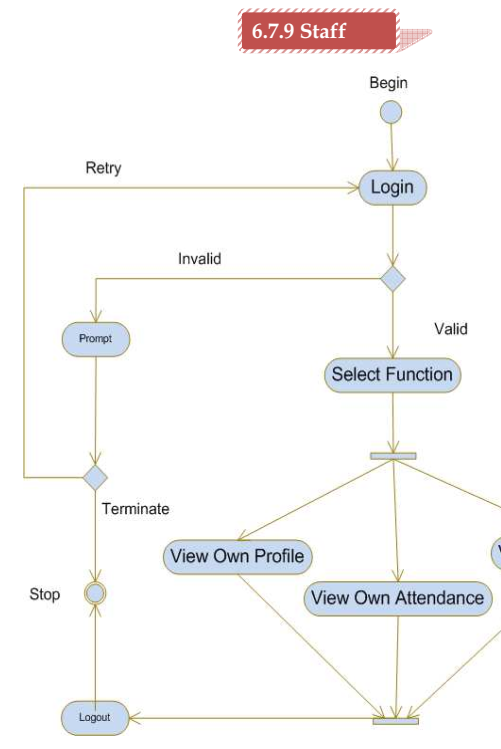 6.7.9 Staff
Begin
Retry
Login
Invalid
Valid
Prompt
Select Function
Terminate
View Own Profile
V
View Own Attendance
Stop
Logout